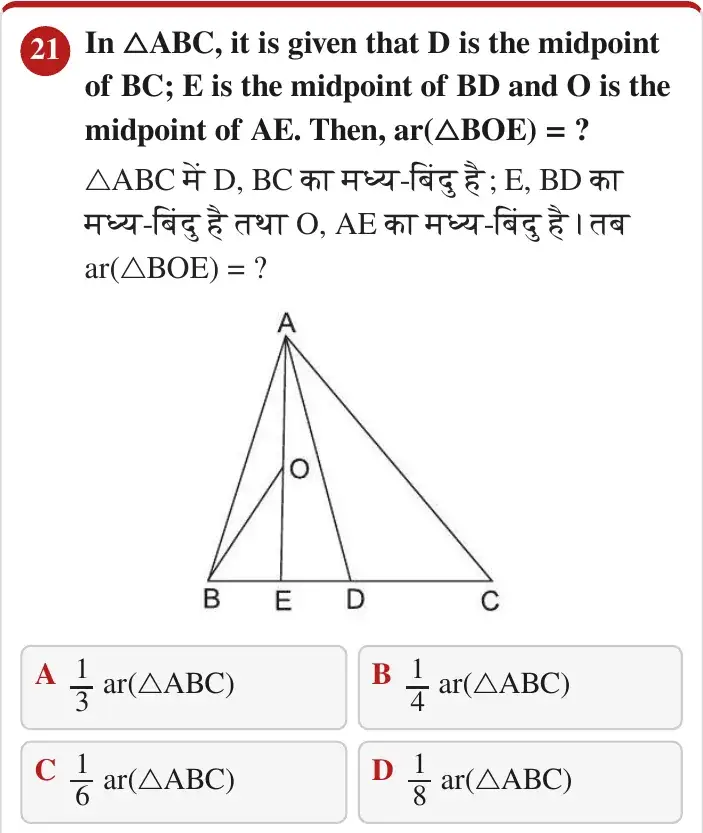 21 In △ABC, it is given that D is the midpoint
of BC; E is the midpoint of BD and O is the
midpoint of AE. Then, ar(△BOE) = ?
△ABC में D, BC का मध्य-बिंदु है ; E, BD का
मध्य-बिंदु है तथा O, AE का मध्य-बिंदु है । तब
ar(△BOE) = ?
A
O
B E D C
A 1/3 ar(△ABC)
B 1/4 ar(△ABC)
C 1/6 ar(△ABC)
D 1/8 ar(△ABC)